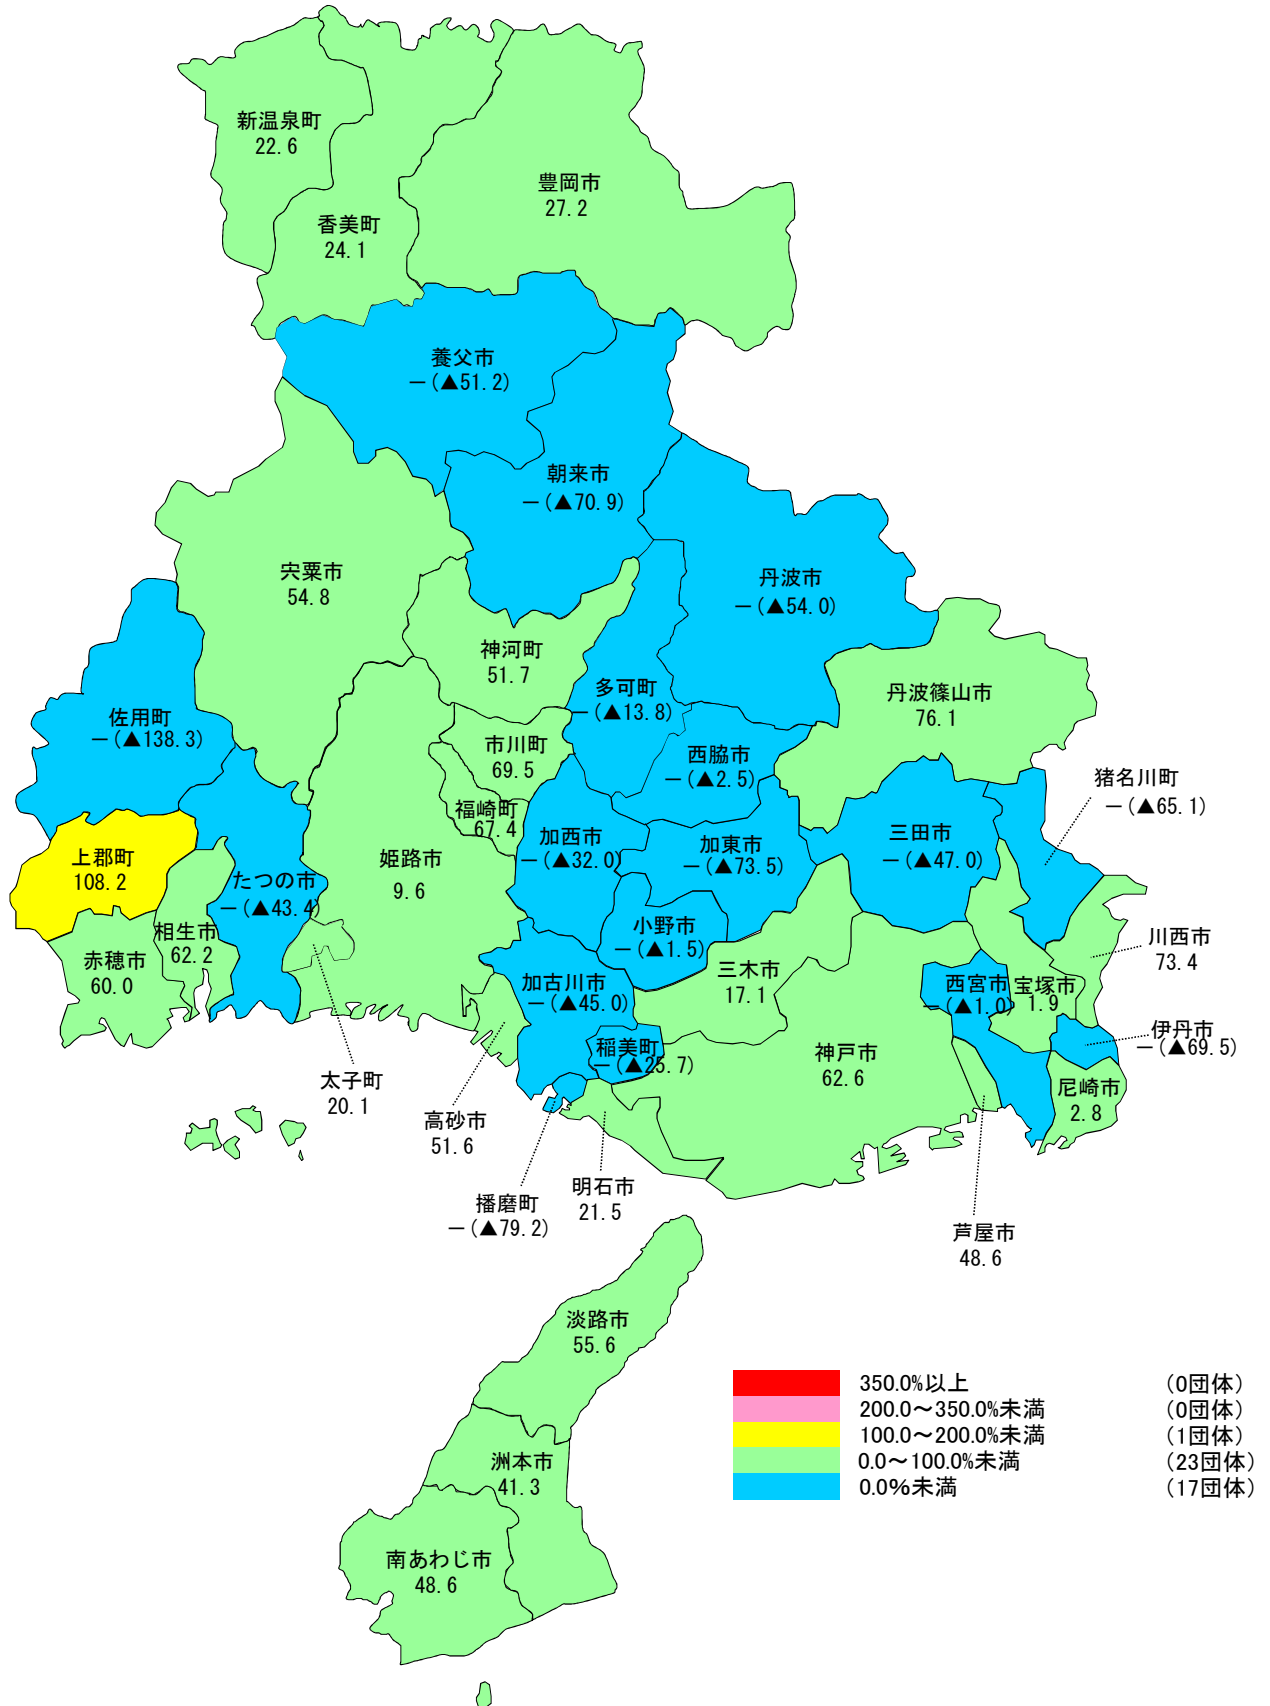 新温泉町
22.6
香美町
24.1
豊岡市
27.2
養父市
－(▲51.2)
朝来市
－(▲70.9)
宍粟市
54.8
丹波市
－(▲54.0)
神河町
51.7
多可町
－(▲13.8)
丹波篠山市
76.1
佐用町
－(▲138.3)
市川町
69.5
西脇市
－(▲2.5)
猪名川町
－(▲65.1)
福崎町
67.4
加西市
－(▲32.0)
加東市
－(▲73.5)
三田市
－(▲47.0)
上郡町
108.2
姫路市
9.6
たつの市
－(▲43.4)
相生市
62.2
小野市
－(▲1.5)
川西市
73.4
赤穂市
60.0
三木市
17.1
加古川市
－(▲45.0)
西宮市
－(▲1.0)
宝塚市
1.9
伊丹市
－(▲69.5)
稲美町
－(▲25.7)
神戸市
62.6
尼崎市
2.8
太子町
20.1
高砂市
51.6
明石市
21.5
播磨町
－(▲79.2)
芦屋市
48.6
淡路市
55.6
洲本市
41.3
南あわじ市
48.6
350.0%以上 (0団体)
200.0～350.0%未満 (0団体)
100.0～200.0%未満 (1団体)
0.0～100.0%未満 (23団体)
0.0%未満 (17団体)